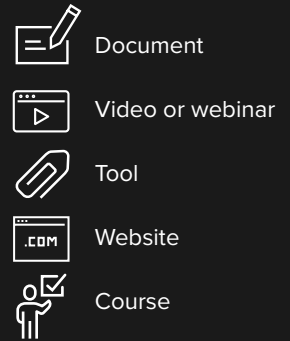 Document
Video or webinar
Tool
.COM
Website
Course